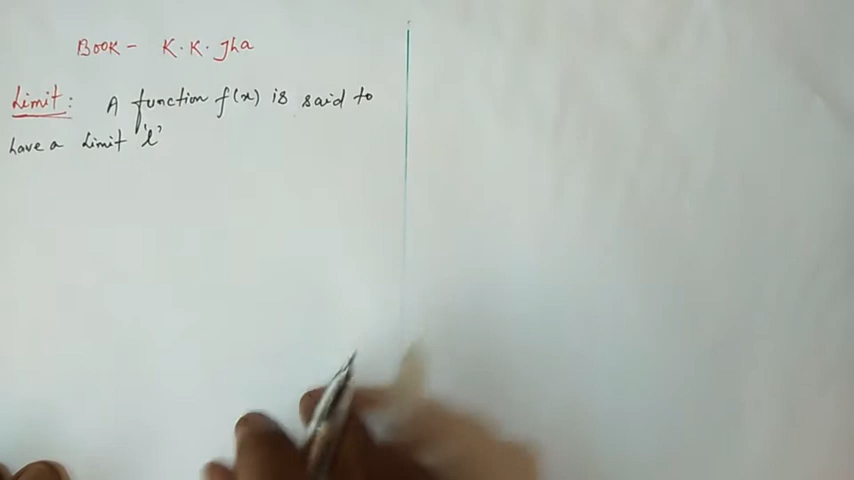 Book - K.K. Jha
Limit: A function f(x) is said to
have a limit 'l'